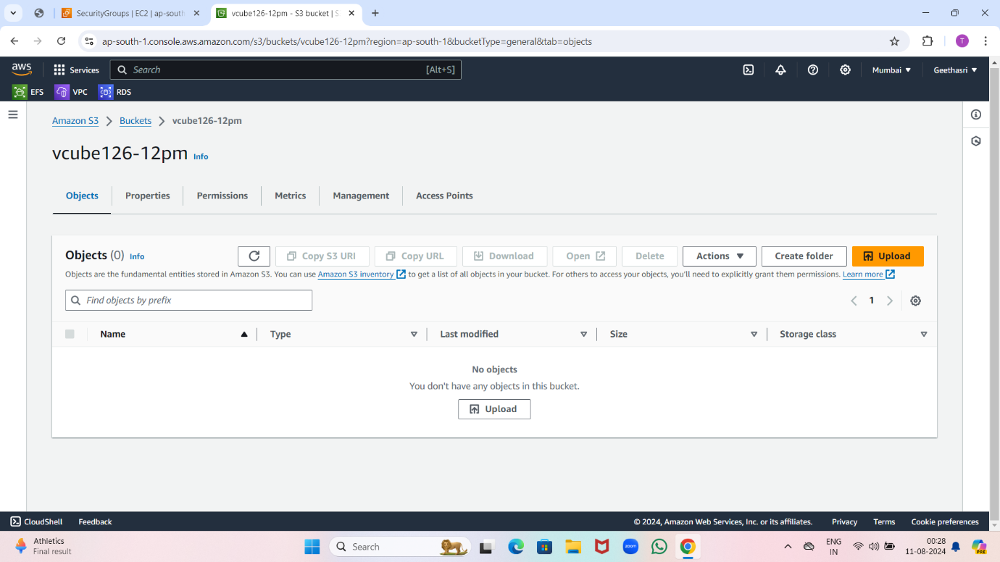 SecurityGroups | EC2 | ap-south
vcube126-12pm - S3 bucket | S
ap-south-1.console.aws.amazon.com/s3/buckets/vcube126-12pm?region=ap-south-1&bucketType=general&tab=objects
T
aws
Services
Search
[Alt+S]
Mumbai
Geethasri
EFS
VPC
RDS
Amazon S3
Buckets
vcube126-12pm
vcube126-12pm Info
Objects
Properties
Permissions
Metrics
Management
Access Points
Objects (0) Info
Copy S3 URI
Copy URL
Download
Open
Delete
Actions
Create folder
Upload
Objects are the fundamental entities stored in Amazon S3. You can use Amazon S3 inventory to get a list of all objects in your bucket. For others to access your objects, you'll need to explicitly grant them permissions. Learn more
Find objects by prefix
1
Name
Type
Last modified
Size
Storage class
No objects
You don't have any objects in this bucket.
Upload
CloudShell
Feedback
© 2024, Amazon Web Services, Inc. or its affiliates.
Privacy
Terms
Cookie preferences
Athletics
Final result
Search
zoom
ENG
IN
00:28
11-08-2024
PRE